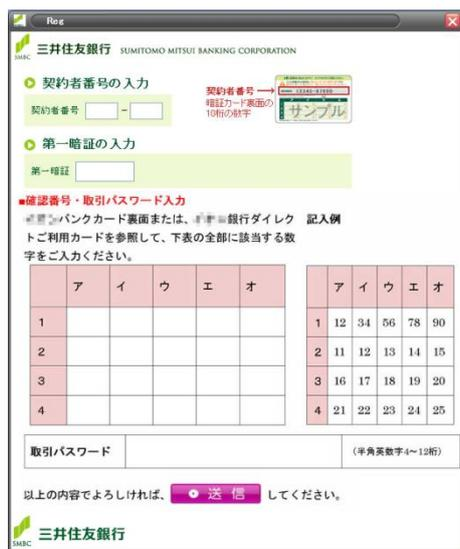 Reg
SMBC 三井住友銀行 SUMITOMO MITSUI BANKING CORPORATION
契約者番号の入力
契約者番号 -
契約者番号→
暗証カード裏面の
10桁の数字
12345-67890
サンプル
第一暗証の入力
第一暗証
■確認番号・取引パスワード入力
バンクカード裏面または、銀行ダイレク
トご利用カードを参照して、下表の全部に該当する数
字をご入力ください。
記入例
ア イ ウ エ オ
1
2
3
4
ア イ ウ エ オ
1 12 34 56 78 90
2 11 12 13 14 15
3 16 17 18 19 20
4 21 22 23 24 25
取引パスワード (半角英数字4～12桁)
以上の内容でよろしければ、 送信 してください。
SMBC 三井住友銀行